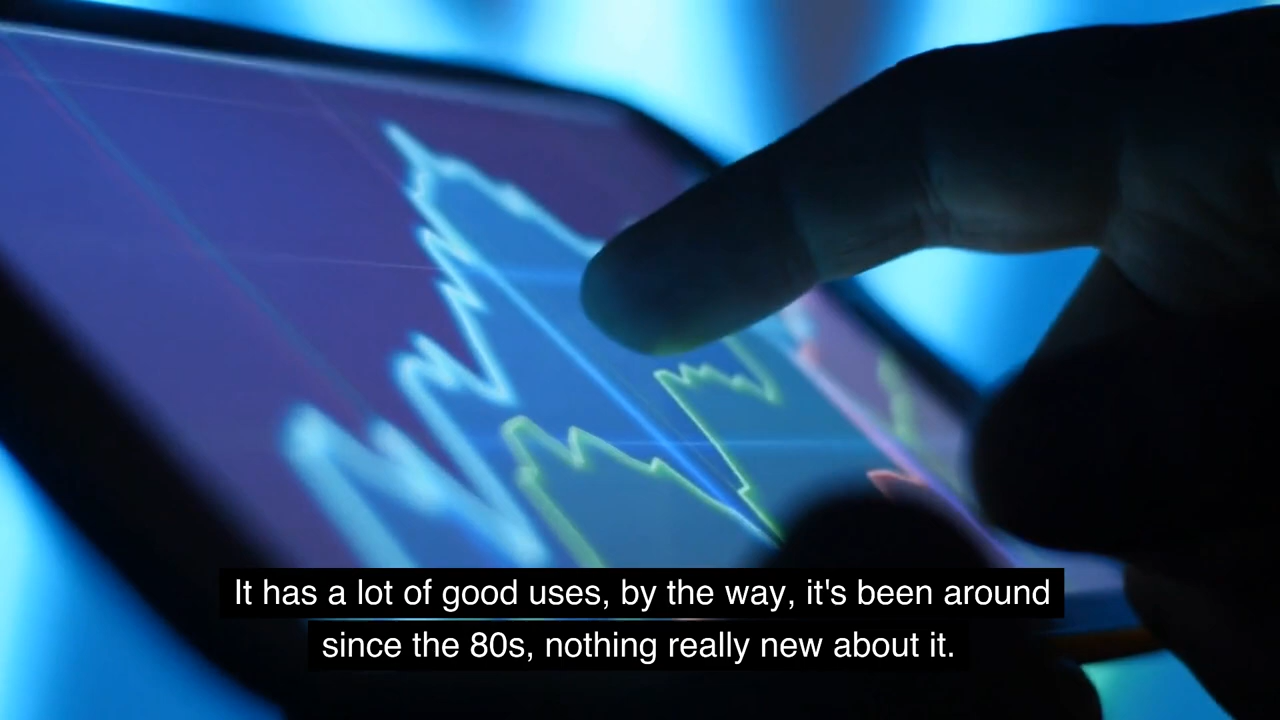 It has a lot of good uses, by the way, it's been around
since the 80s, nothing really new about it.